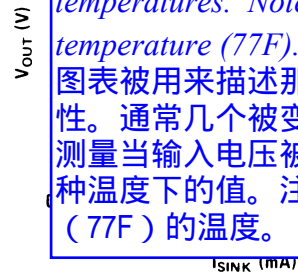 temperatures. Note
temperature (77F).
图表被用来描述那
性。通常几个被变
测量当输入电压被
种温度下的值。注
（77F）的温度。
V_OUT (V)
I_SINK (mA)